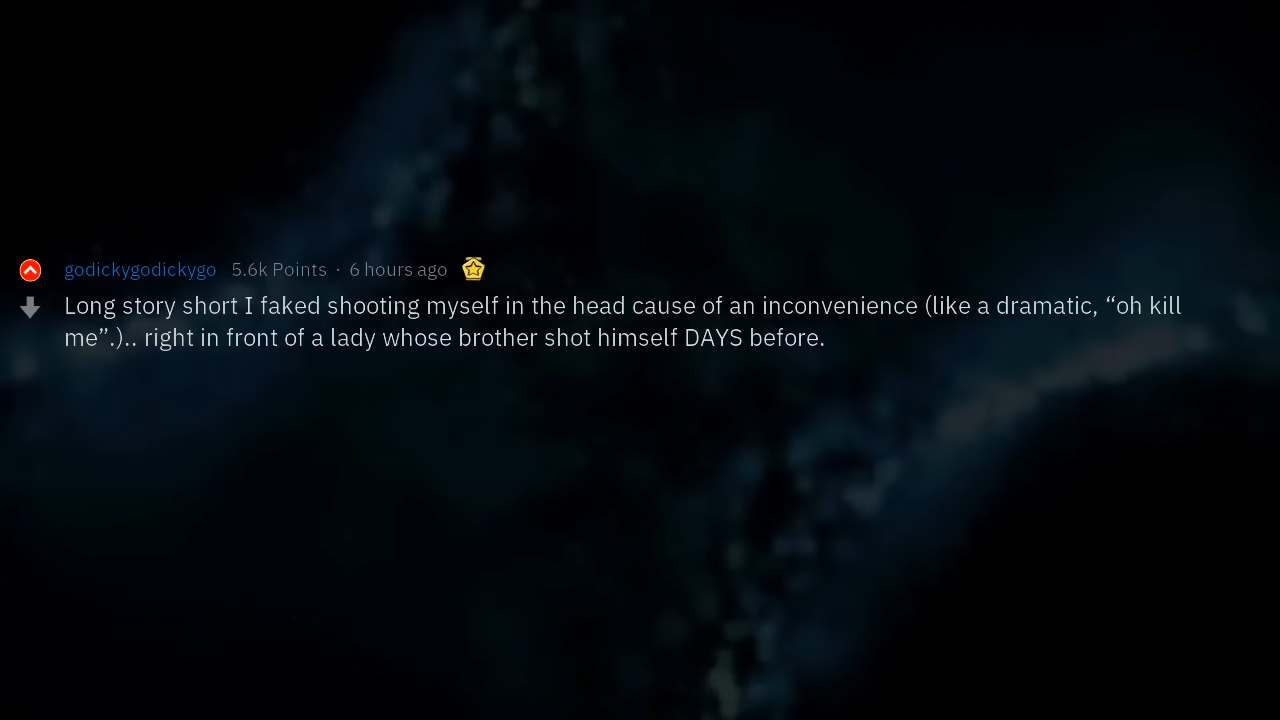 godickygodickygo 5.6k Points · 6 hours ago
Long story short I faked shooting myself in the head cause of an inconvenience (like a dramatic, “oh kill
me”.).. right in front of a lady whose brother shot himself DAYS before.